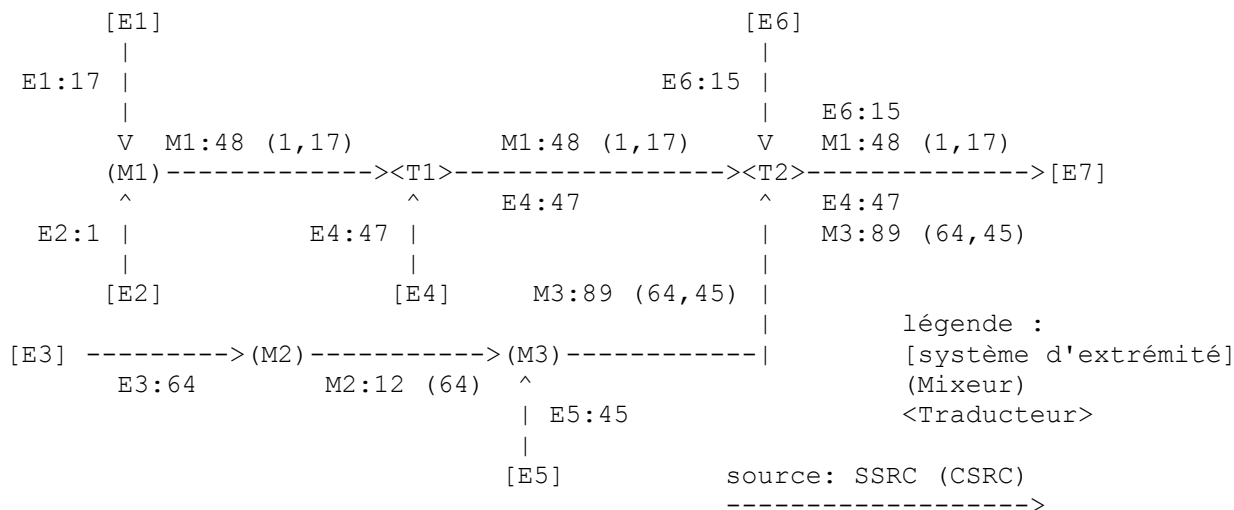 [E1]                                    [E6]
 |                                       |
E1:17 |                           E6:15 |
 |                                       |   E6:15
 V  M1:48 (1,17)         M1:48 (1,17)    V   M1:48 (1,17)
(M1)-------------><T1>-----------------><T2>-------------->[E7]
 ^                 ^     E4:47           ^   E4:47
E2:1 |           E4:47 |                 |   M3:89 (64,45)
 |                 |                     |
[E2]              [E4]     M3:89 (64,45) |
                                         |        légende :
[E3] --------->(M2)----------->(M3)------------|        [système d'extrémité]
E3:64        M2:12 (64)  ^                        (Mixeur)
| E5:45                  <Traducteur>
|
[E5]          source: SSRC (CSRC)
------------------->